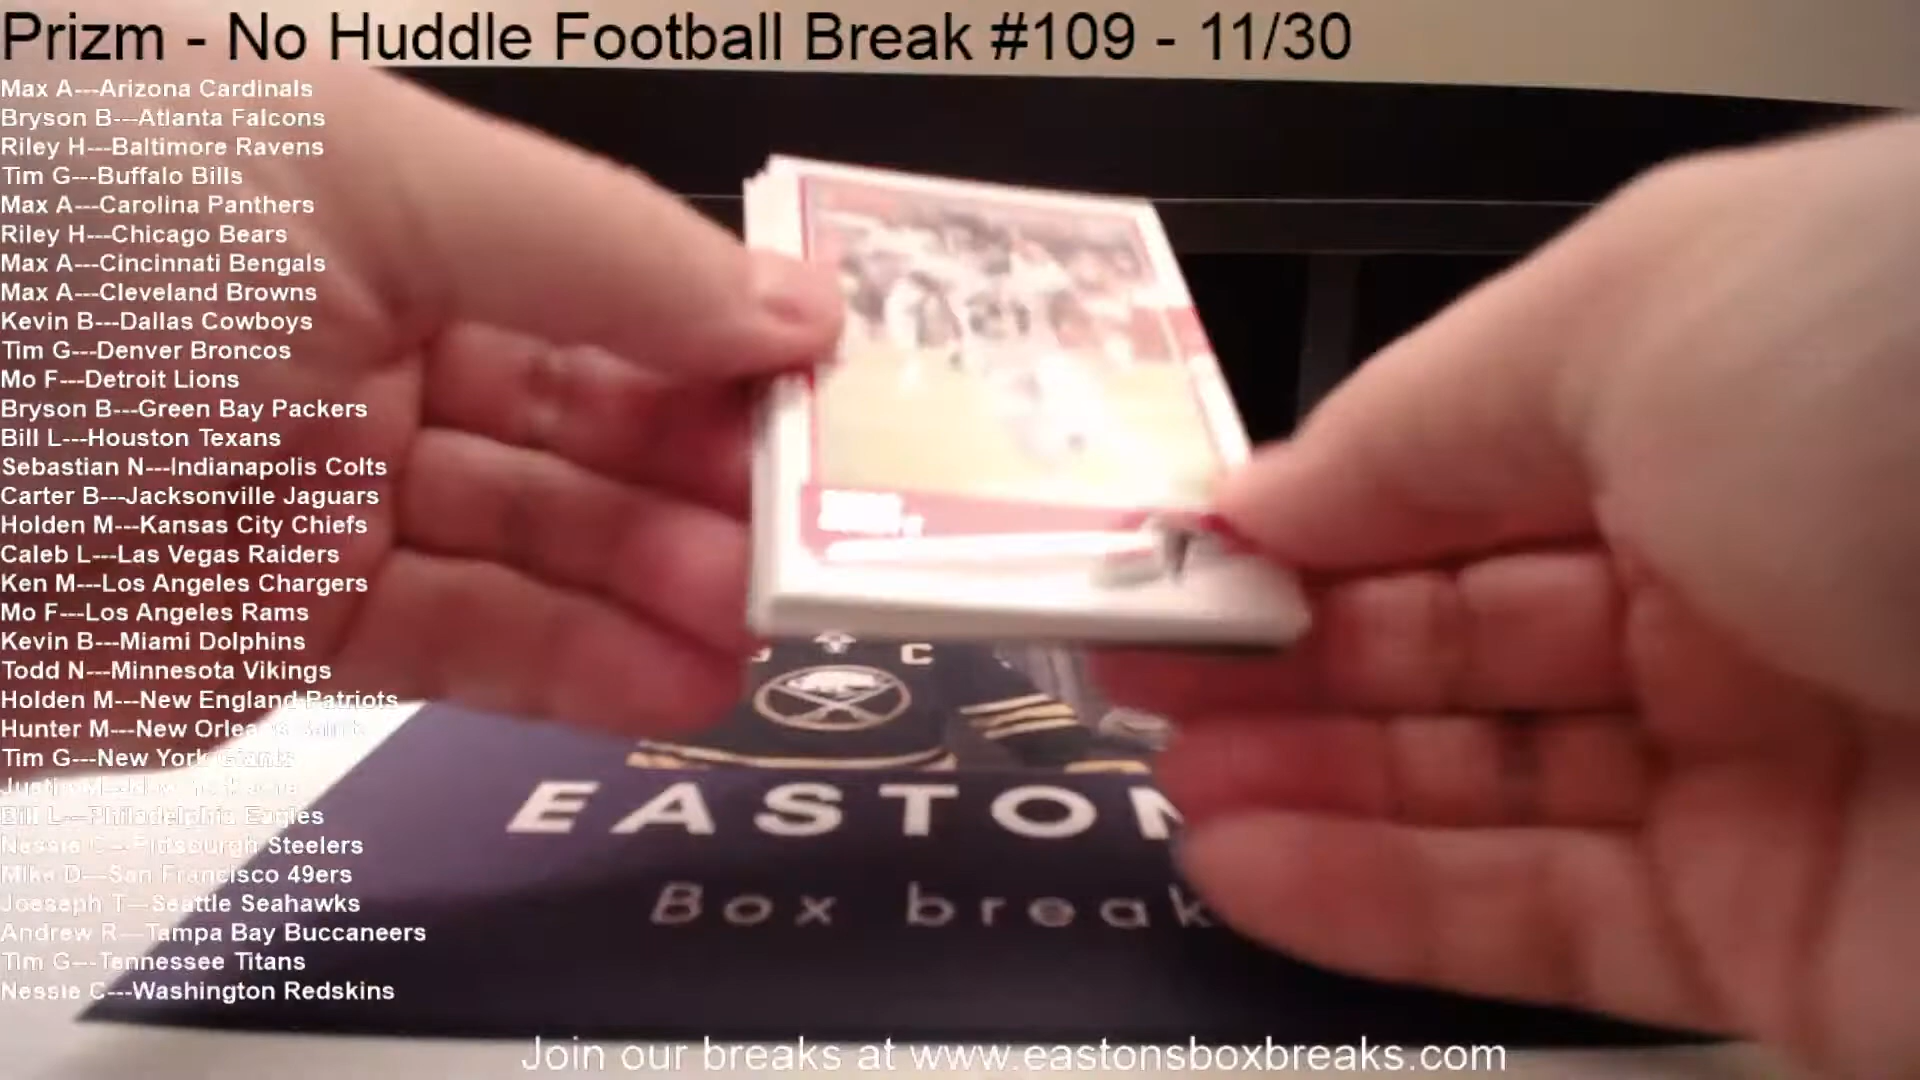 Prizm - No Huddle Football Break #109 - 11/30
Max A---Arizona Cardinals
Bryson B---Atlanta Falcons
Riley H---Baltimore Ravens
Tim G---Buffalo Bills
Max A---Carolina Panthers
Riley H---Chicago Bears
Max A---Cincinnati Bengals
Max A---Cleveland Browns
Kevin B---Dallas Cowboys
Tim G---Denver Broncos
Mo F---Detroit Lions
Bryson B---Green Bay Packers
Bill L---Houston Texans
Sebastian N---Indianapolis Colts
Carter B---Jacksonville Jaguars
Holden M---Kansas City Chiefs
Caleb L---Las Vegas Raiders
Ken M---Los Angeles Chargers
Mo F---Los Angeles Rams
Kevin B---Miami Dolphins
Todd N---Minnesota Vikings
Holden M---New England Patriots
Hunter M---New Orleans Saints
Tim G---New York Giants
Bill L---Philadelphia Eagles
Nessie C---Pittsburgh Steelers
Mike D---San Francisco 49ers
Joeseph T---Seattle Seahawks
Andrew R---Tampa Bay Buccaneers
Tim G---Tennessee Titans
Nessie C---Washington Redskins
21
C
EASTON
Box break
Join our breaks at www.eastonsboxbreaks.com